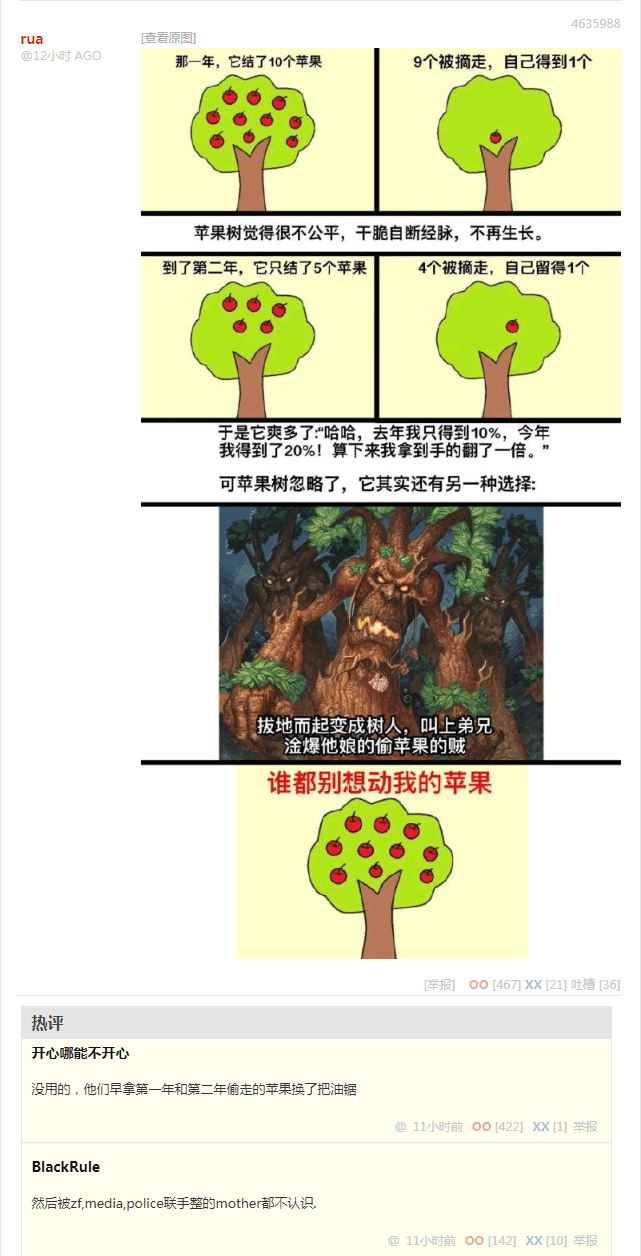 4635988
rua
[查看原图]
@12小时 AGO
那一年，它结了10个苹果
9个被摘走，自己得到1个
苹果树觉得很不公平，干脆自断经脉，不再生长。
到了第二年，它只结了5个苹果
4个被摘走，自己留得1个
于是它爽多了:“哈哈，去年我只得到10%，今年
我得到了20%！算下来我拿到手的翻了一倍。”
可苹果树忽略了，它其实还有另一种选择:
拔地而起变成树人，叫上弟兄
淦爆他娘的偷苹果的贼
谁都别想动我的苹果
[举报] OO [467] XX [21] 吐槽 [36]
热评
开心哪能不开心
没用的，他们早拿第一年和第二年偷走的苹果换了把油锯
@ 11小时前 OO [422] XX [1] 举报
BlackRule
然后被zf,media,police联手整的mother都不认识.
@ 11小时前 OO [142] XX [10] 举报